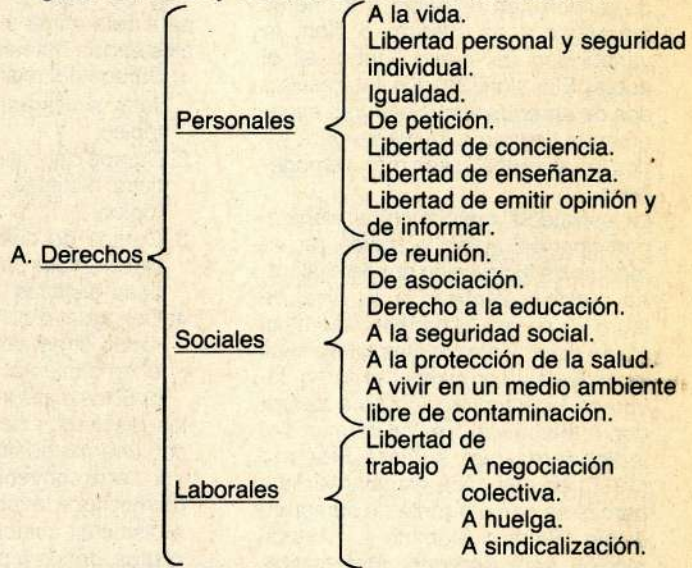 A. Derechos
Personales
A la vida.
Libertad personal y seguridad
individual.
Igualdad.
De petición.
Libertad de conciencia.
Libertad de enseñanza.
Libertad de emitir opinión y
de informar.
Sociales
De reunión.
De asociación.
Derecho a la educación.
A la seguridad social.
A la protección de la salud.
A vivir en un medio ambiente
libre de contaminación.
Laborales
Libertad de
trabajo A negociación
colectiva.
A huelga.
A sindicalización.